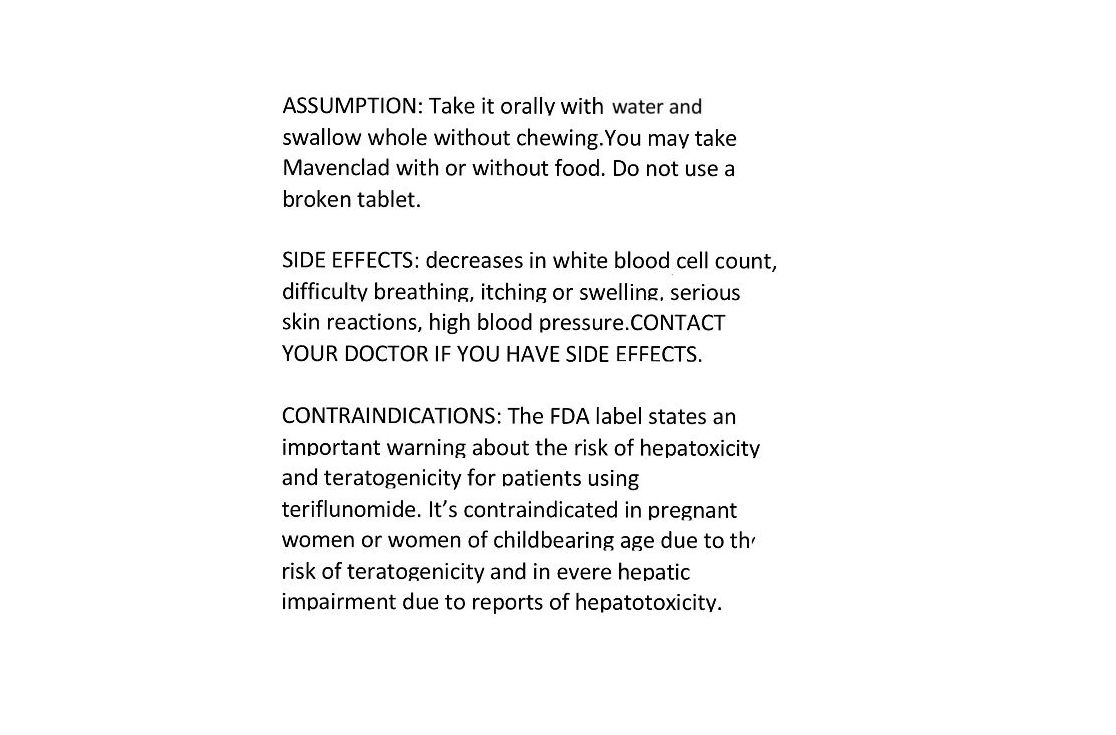 ASSUMPTION: Take it orally with water and
swallow whole without chewing.You may take
Mavenclad with or without food. Do not use a
broken tablet.
SIDE EFFECTS: decreases in white blood cell count,
difficulty breathing, itching or swelling, serious
skin reactions, high blood pressure.CONTACT
YOUR DOCTOR IF YOU HAVE SIDE EFFECTS.
CONTRAINDICATIONS: The FDA label states an
important warning about the risk of hepatoxicity
and teratogenicity for patients using
teriflunomide. It's contraindicated in pregnant
women or women of childbearing age due to the
risk of teratogenicity and in evere hepatic
impairment due to reports of hepatotoxicity.